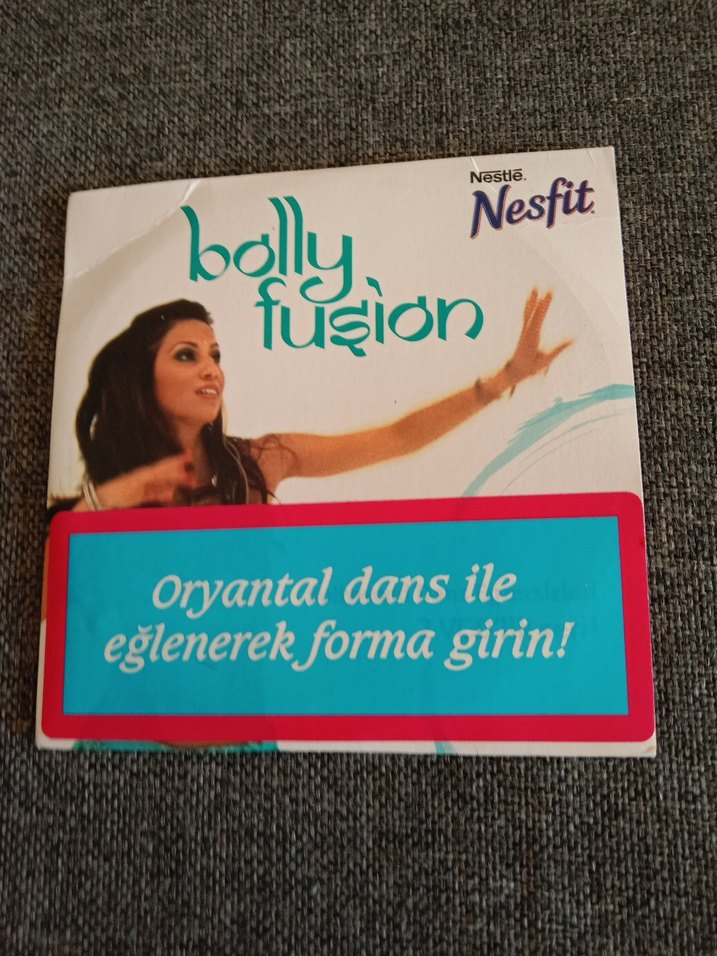 Nestlé
Nesfit
bolly
fusion
Oryantal dans ile
eğlenerek forma girin!